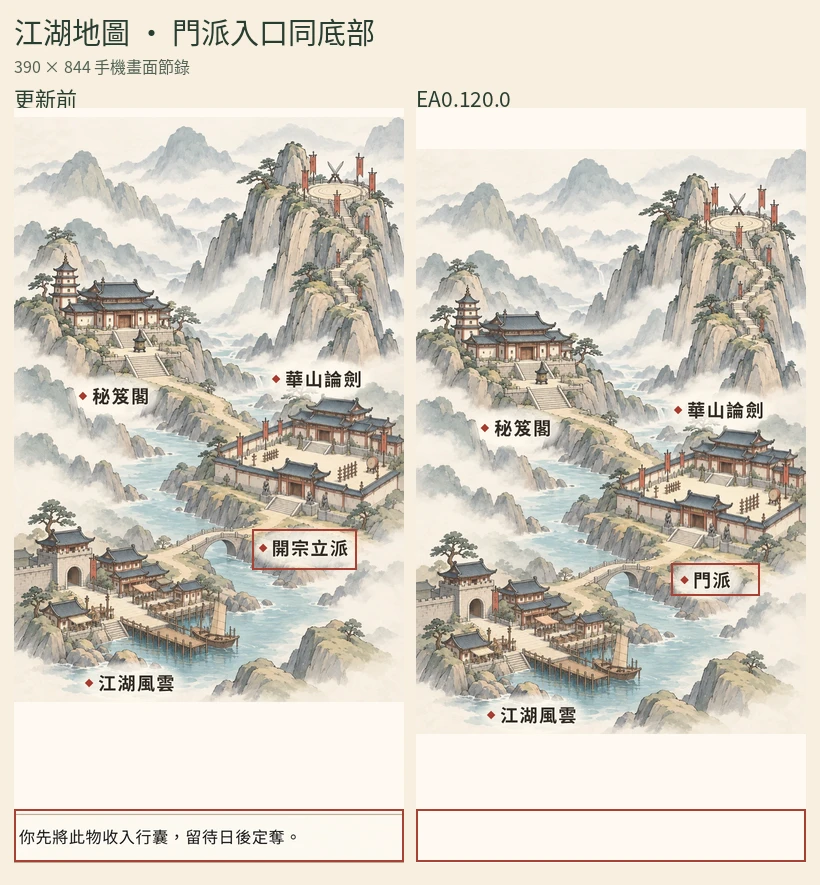 江湖地圖 · 門派入口同底部
390 × 844 手機畫面節錄
更新前
華山論劍
秘笈閣
開宗立派
江湖風雲
你先將此物收入行囊，留待日後定奪。
EA0.120.0
華山論劍
秘笈閣
門派
江湖風雲